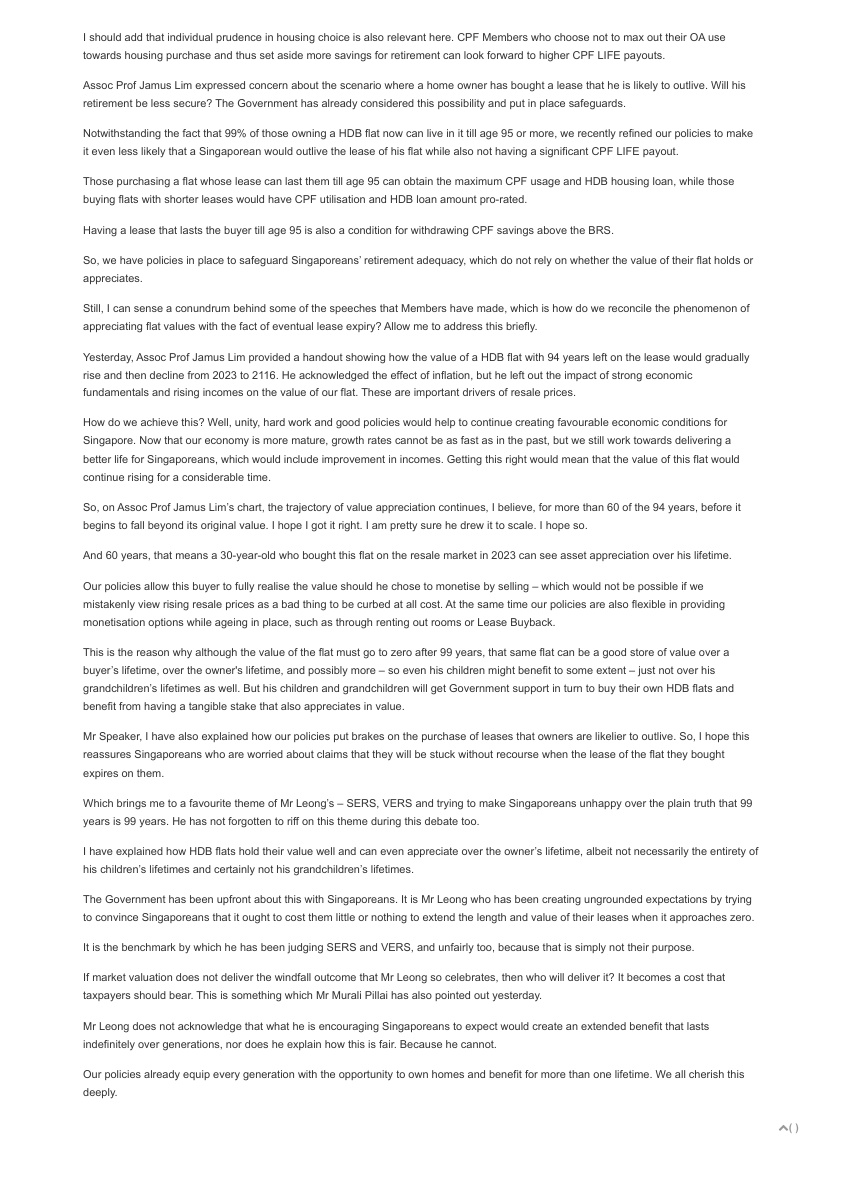 I should add that individual prudence in housing choice is also relevant here. CPF Members who choose not to max out their OA use
towards housing purchase and thus set aside more savings for retirement can look forward to higher CPF LIFE payouts.
Assoc Prof Jamus Lim expressed concern about the scenario where a home owner has bought a lease that he is likely to outlive. Will his
retirement be less secure? The Government has already considered this possibility and put in place safeguards.
Notwithstanding the fact that 99% of those owning a HDB flat now can live in it till age 95 or more, we recently refined our policies to make
it even less likely that a Singaporean would outlive the lease of his flat while also not having a significant CPF LIFE payout.
Those purchasing a flat whose lease can last them till age 95 can obtain the maximum CPF usage and HDB housing loan, while those
buying flats with shorter leases would have CPF utilisation and HDB loan amount pro-rated.
Having a lease that lasts the buyer till age 95 is also a condition for withdrawing CPF savings above the BRS.
So, we have policies in place to safeguard Singaporeans' retirement adequacy, which do not rely on whether the value of their flat holds or
appreciates.
Still, I can sense a conundrum behind some of the speeches that Members have made, which is how do we reconcile the phenomenon of
appreciating flat values with the fact of eventual lease expiry? Allow me to address this briefly.
Yesterday, Assoc Prof Jamus Lim provided a handout showing how the value of a HDB flat with 94 years left on the lease would gradually
rise and then decline from 2023 to 2116. He acknowledged the effect of inflation, but he left out the impact of strong economic
fundamentals and rising incomes on the value of our flat. These are important drivers of resale prices.
How do we achieve this? Well, unity, hard work and good policies would help to continue creating favourable economic conditions for
Singapore. Now that our economy is more mature, growth rates cannot be as fast as in the past, but we still work towards delivering a
better life for Singaporeans, which would include improvement in incomes. Getting this right would mean that the value of this flat would
continue rising for a considerable time.
So, on Assoc Prof Jamus Lim's chart, the trajectory of value appreciation continues, I believe, for more than 60 of the 94 years, before it
begins to fall beyond its original value. I hope I got it right. I am pretty sure he drew it to scale. I hope so.
And 60 years, that means a 30-year-old who bought this flat on the resale market in 2023 can see asset appreciation over his lifetime.
Our policies allow this buyer to fully realise the value should he chose to monetise by selling – which would not be possible if we
mistakenly view rising resale prices as a bad thing to be curbed at all cost. At the same time our policies are also flexible in providing
monetisation options while ageing in place, such as through renting out rooms or Lease Buyback.
This is the reason why although the value of the flat must go to zero after 99 years, that same flat can be a good store of value over a
buyer's lifetime, over the owner's lifetime, and possibly more – so even his children might benefit to some extent – just not over his
grandchildren's lifetimes as well. But his children and grandchildren will get Government support in turn to buy their own HDB flats and
benefit from having a tangible stake that also appreciates in value.
Mr Speaker, I have also explained how our policies put brakes on the purchase of leases that owners are likelier to outlive. So, I hope this
reassures Singaporeans who are worried about claims that they will be stuck without recourse when the lease of the flat they bought
expires on them.
Which brings me to a favourite theme of Mr Leong's – SERS, VERS and trying to make Singaporeans unhappy over the plain truth that 99
years is 99 years. He has not forgotten to riff on this theme during this debate too.
I have explained how HDB flats hold their value well and can even appreciate over the owner's lifetime, albeit not necessarily the entirety of
his children's lifetimes and certainly not his grandchildren's lifetimes.
The Government has been upfront about this with Singaporeans. It is Mr Leong who has been creating ungrounded expectations by trying
to convince Singaporeans that it ought to cost them little or nothing to extend the length and value of their leases when it approaches zero.
It is the benchmark by which he has been judging SERS and VERS, and unfairly too, because that is simply not their purpose.
If market valuation does not deliver the windfall outcome that Mr Leong so celebrates, then who will deliver it? It becomes a cost that
taxpayers should bear. This is something which Mr Murali Pillai has also pointed out yesterday.
Mr Leong does not acknowledge that what he is encouraging Singaporeans to expect would create an extended benefit that lasts
indefinitely over generations, nor does he explain how this is fair. Because he cannot.
Our policies already equip every generation with the opportunity to own homes and benefit for more than one lifetime. We all cherish this
deeply.
( )